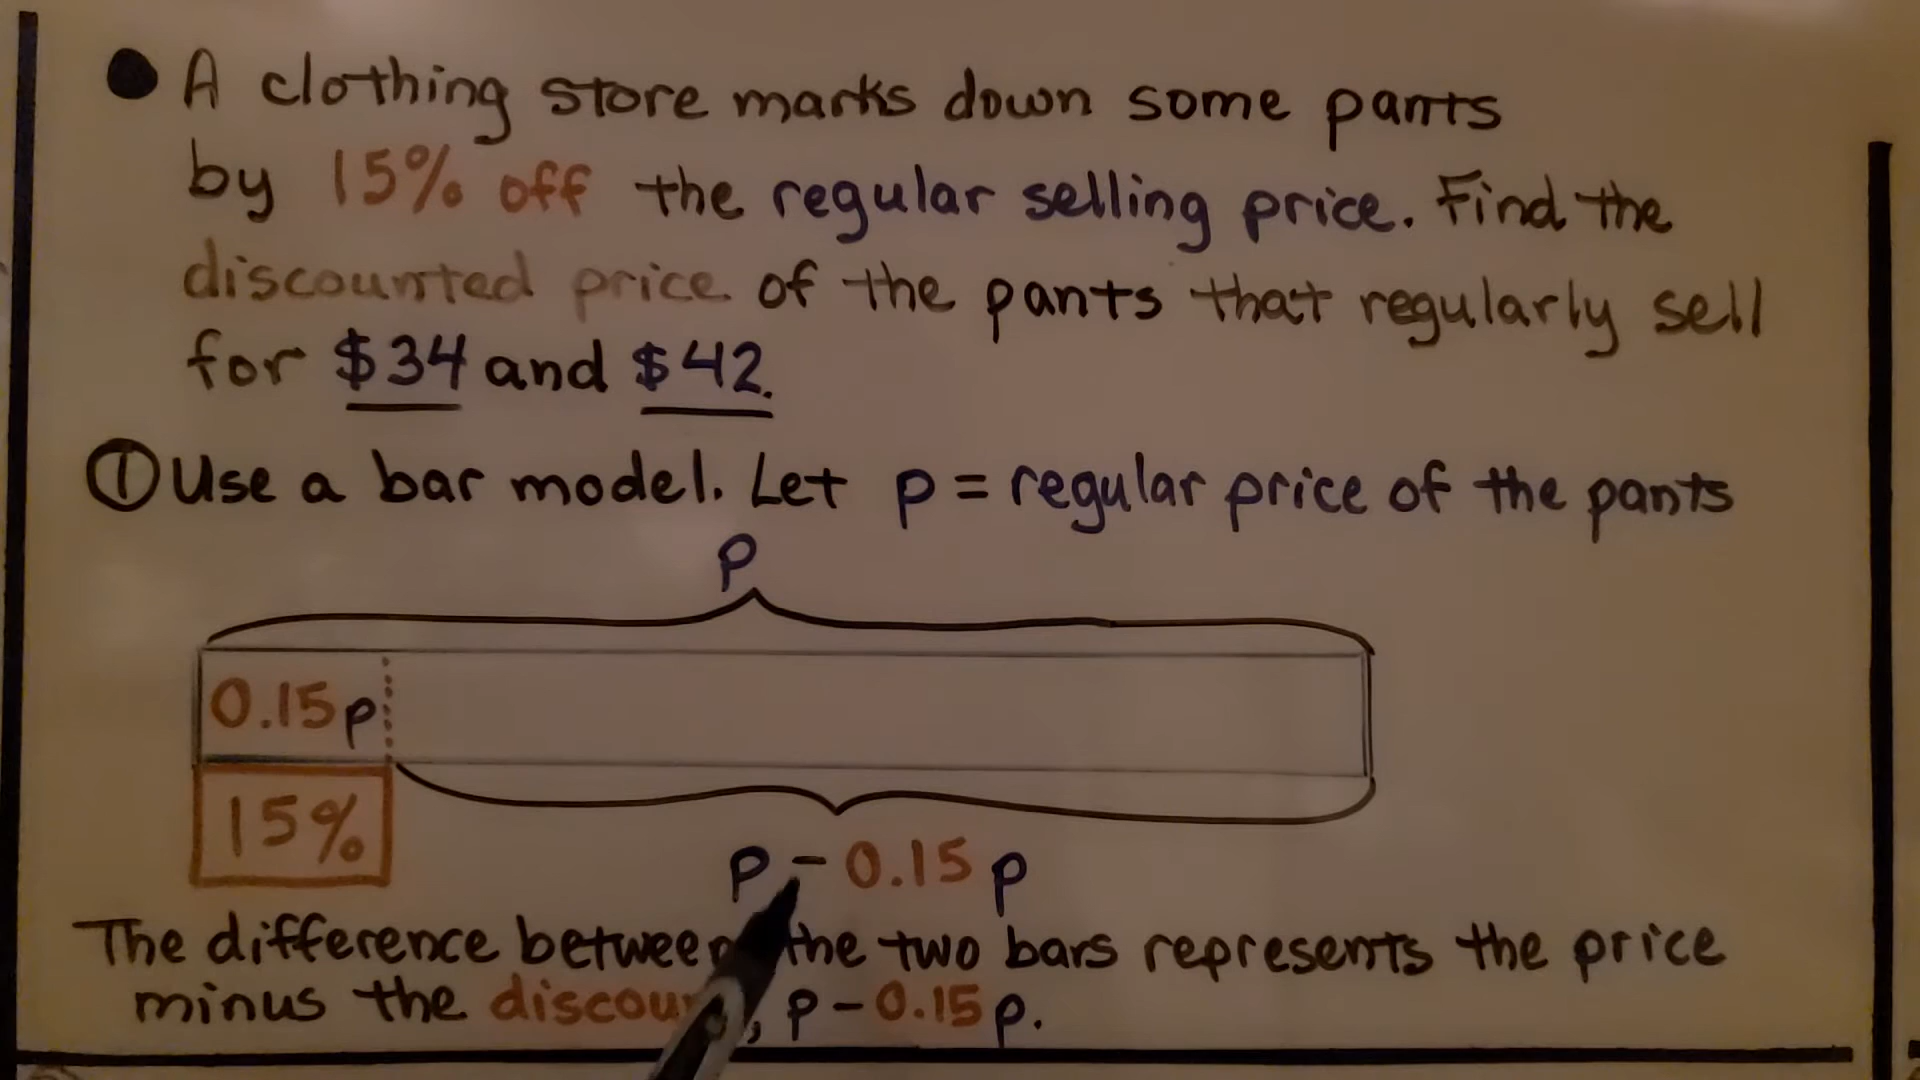 A clothing store marks down some pants
by 15% off the regular selling price. Find the
discounted price of the pants that regularly sell
for $34 and $42.
① Use a bar model. Let p = regular price of the pants
p
0.15p
15%
p - 0.15p
The difference between the two bars represents the price
minus the discount, p - 0.15p.